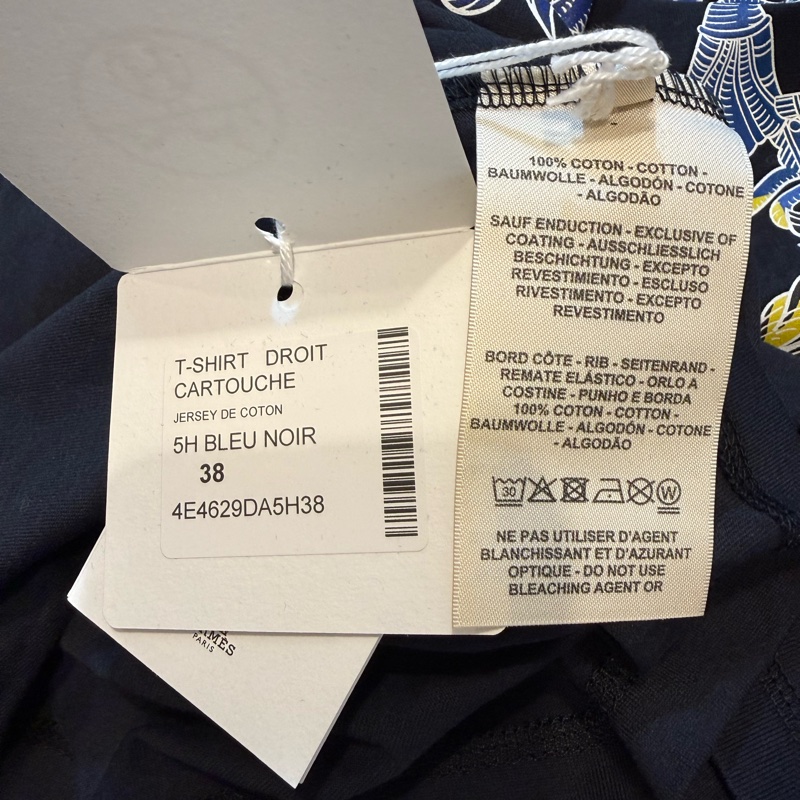 T-SHIRT DROIT
CARTOUCHE
JERSEY DE COTON
5H BLEU NOIR
38
4E4629DA5H38
PARIS
100% COTON - COTTON -
BAUMWOLLE - ALGODÓN - COTONE
- ALGODÃO
SAUF ENDUCTION - EXCLUSIVE OF
COATING - AUSSCHLIESSLICH
BESCHICHTUNG - EXCEPTO
REVESTIMIENTO - ESCLUSO
RIVESTIMENTO - EXCEPTO
REVESTIMENTO
BORD CÔTE - RIB - SEITENRAND -
REMATE ELÁSTICO - ORLO A
COSTINE - PUNHO E BORDA
100% COTON - COTTON -
BAUMWOLLE - ALGODÓN - COTONE
- ALGODÃO
30 W
NE PAS UTILISER D'AGENT
BLANCHISSANT ET D'AZURANT
OPTIQUE - DO NOT USE
BLEACHING AGENT OR